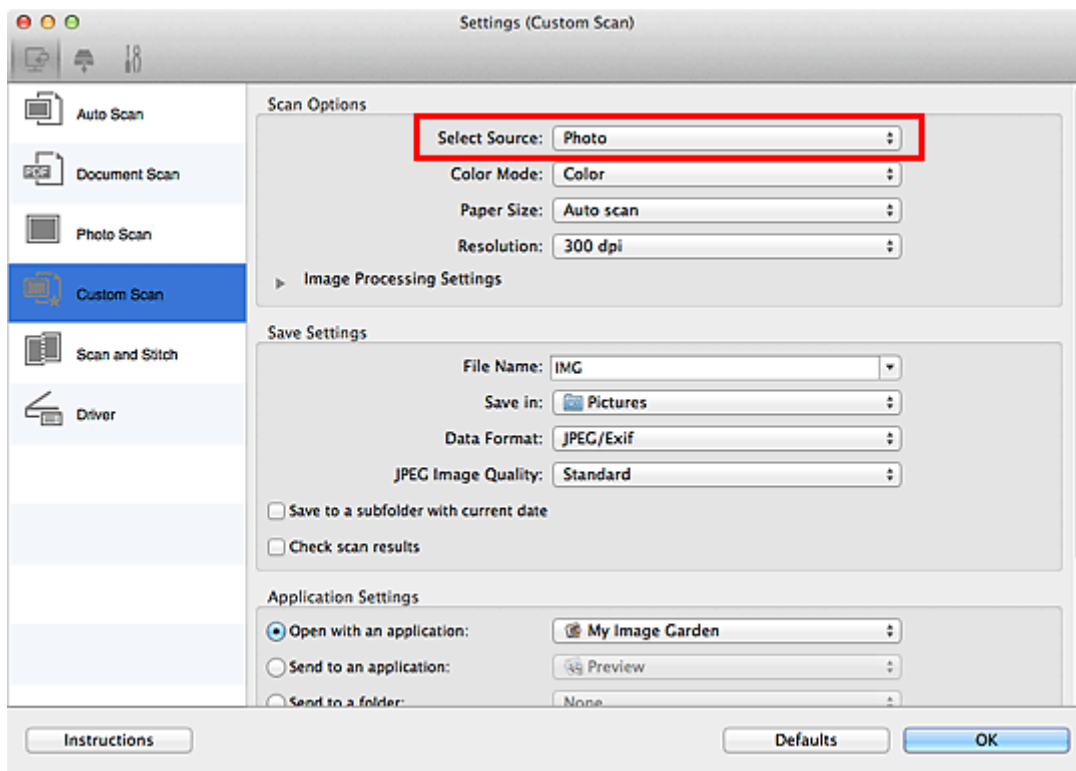 Settings (Custom Scan)
Auto Scan
Document Scan
Photo Scan
Custom Scan
Scan and Stitch
Driver
Scan Options
Select Source: Photo
Color Mode: Color
Paper Size: Auto scan
Resolution: 300 dpi
Image Processing Settings
Save Settings
File Name: IMG
Save in: Pictures
Data Format: JPEG/Exif
JPEG Image Quality: Standard
Save to a subfolder with current date
Check scan results
Application Settings
Open with an application: My Image Garden
Send to an application: Preview
Send to a folder: None
Instructions
Defaults
OK